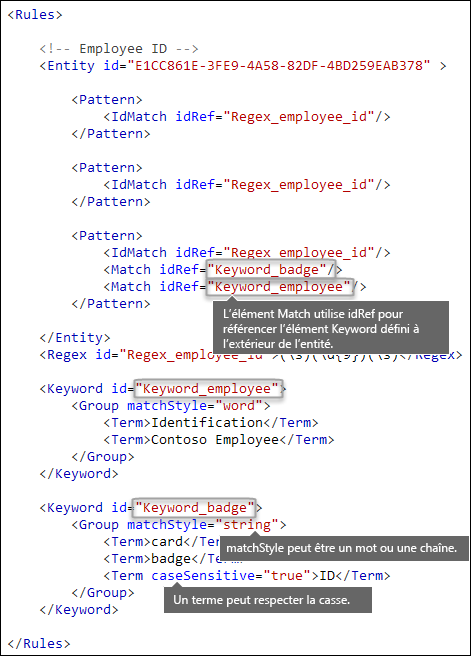 <Rules>
<!-- Employee ID -->
<Entity id="E1CC861E-3FE9-4A58-82DF-4BD259EAB378" >
<Pattern>
<IdMatch idRef="Regex_employee_id"/>
</Pattern>
<Pattern>
<IdMatch idRef="Regex_employee_id"/>
</Pattern>
<Pattern>
<IdMatch idRef="Regex_employee_id"/>
<Match idRef="Keyword_badge"/>
<Match idRef="Keyword_employee"/>
</Pattern>
L'élément Match utilise idRef pour
référencer l'élément Keyword défini à
l'extérieur de l'entité.
</Entity>
<Regex id="Regex_employee_id">(\s)(\d{9})(\s)</Regex>
<Keyword id="Keyword_employee">
<Group matchStyle="word">
<Term>Identification</Term>
<Term>Contoso Employee</Term>
</Group>
</Keyword>
<Keyword id="Keyword_badge">
<Group matchStyle="string">
<Term>card</Te
matchStyle peut être un mot ou une chaîne.
<Term>badge</T
<Term caseSensitive="true">ID</Term>
Un terme peut respecter la casse.
</Group>
</Keyword>
</Rules>